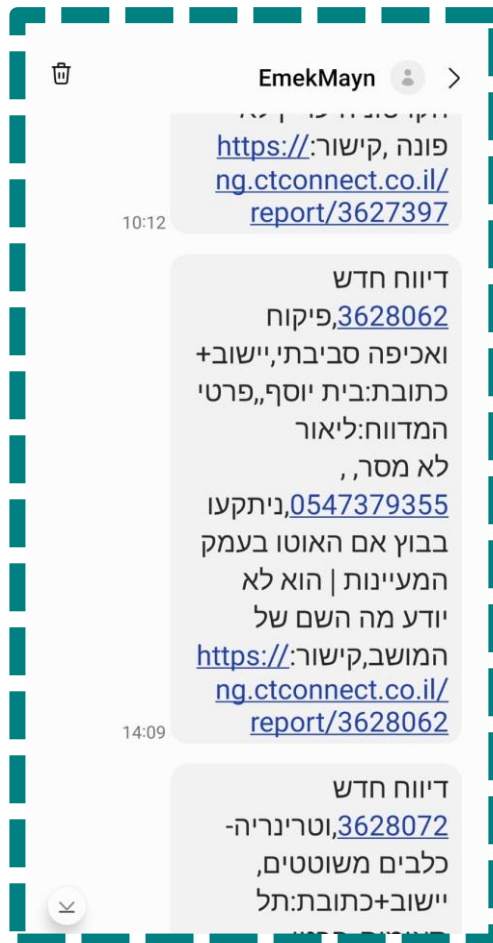 EmekMayn
פונה ,קישור:https://
ng.ctconnect.co.il/
report/3627397
10:12
דיווח חדש
3628062,פיקוח
ואכיפה סביבתי,יישוב+
כתובת:בית יוסף,,פרטי
המדווח:ליאור
לא מסר, ,
0547379355,ניתקעו
בבוץ אם האוטו בעמק
המעיינות | הוא לא
יודע מה השם של
המושב,קישור:https://
ng.ctconnect.co.il/
report/3628062
14:09
דיווח חדש
3628072,וטרינריה-
כלבים משוטטים,
יישוב+כתובת:תל